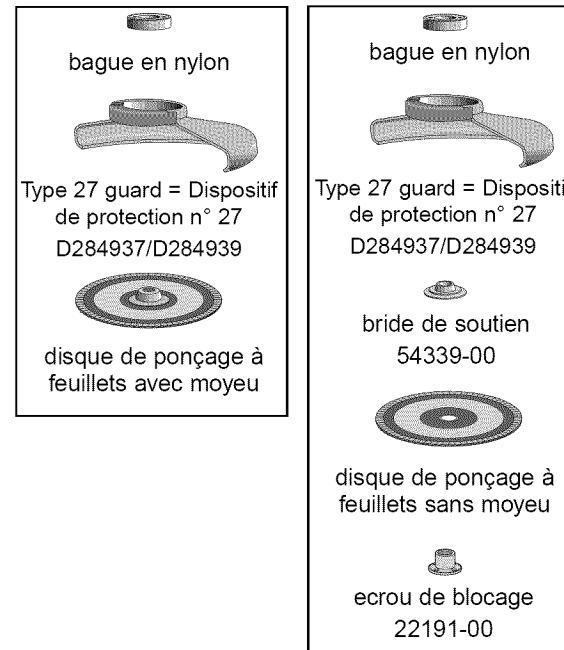 bague en nylon
Type 27 guard = Dispositif
de protection n° 27
D284937/D284939
disque de ponçage à
feuillets avec moyeu
bague en nylon
Type 27 guard = Dispositi
de protection n° 27
D284937/D284939
bride de soutien
54339-00
disque de ponçage à
feuillets sans moyeu
ecrou de blocage
22191-00